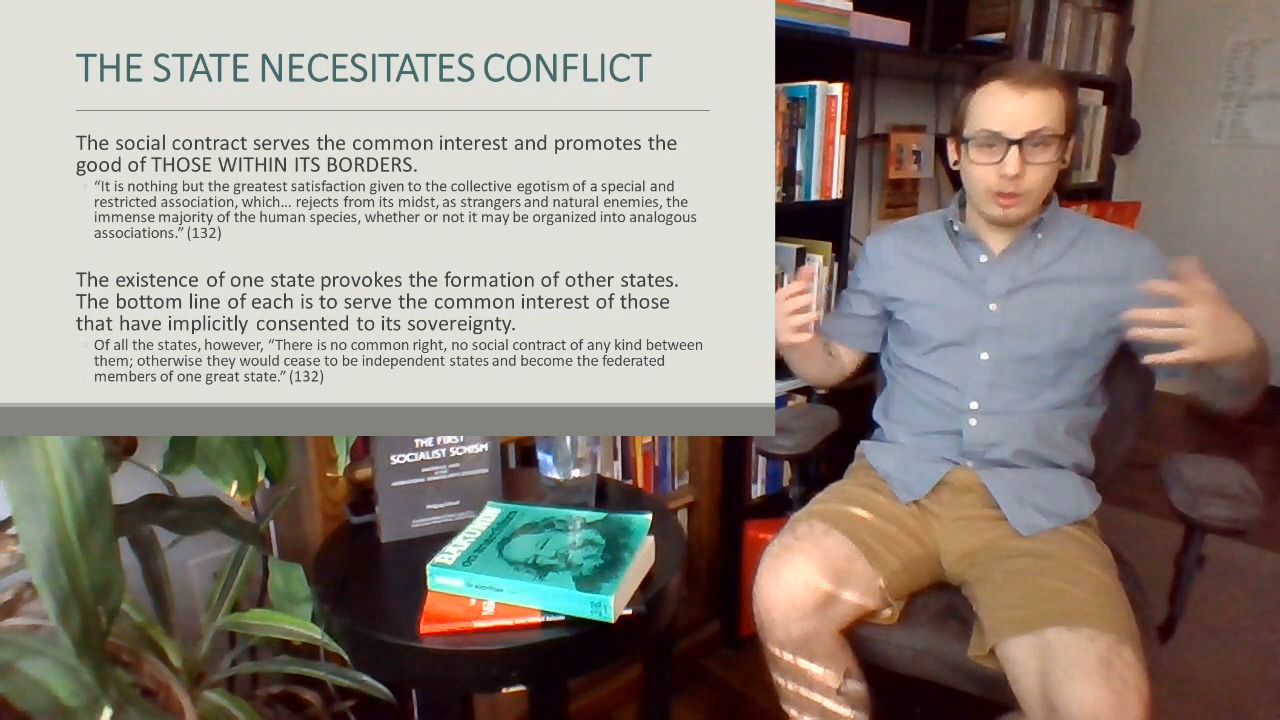 THE STATE NECESITATES CONFLICT
The social contract serves the common interest and promotes the
good of THOSE WITHIN ITS BORDERS.
“It is nothing but the greatest satisfaction given to the collective egotism of a special and
restricted association, which… rejects from its midst, as strangers and natural enemies, the
immense majority of the human species, whether or not it may be organized into analogous
associations.” (132)
The existence of one state provokes the formation of other states.
The bottom line of each is to serve the common interest of those
that have implicitly consented to its sovereignty.
Of all the states, however, “There is no common right, no social contract of any kind between
them; otherwise they would cease to be independent states and become the federated
members of one great state.” (132)
THE FIRST
SOCIALIST SCHISM
BAKUNIN